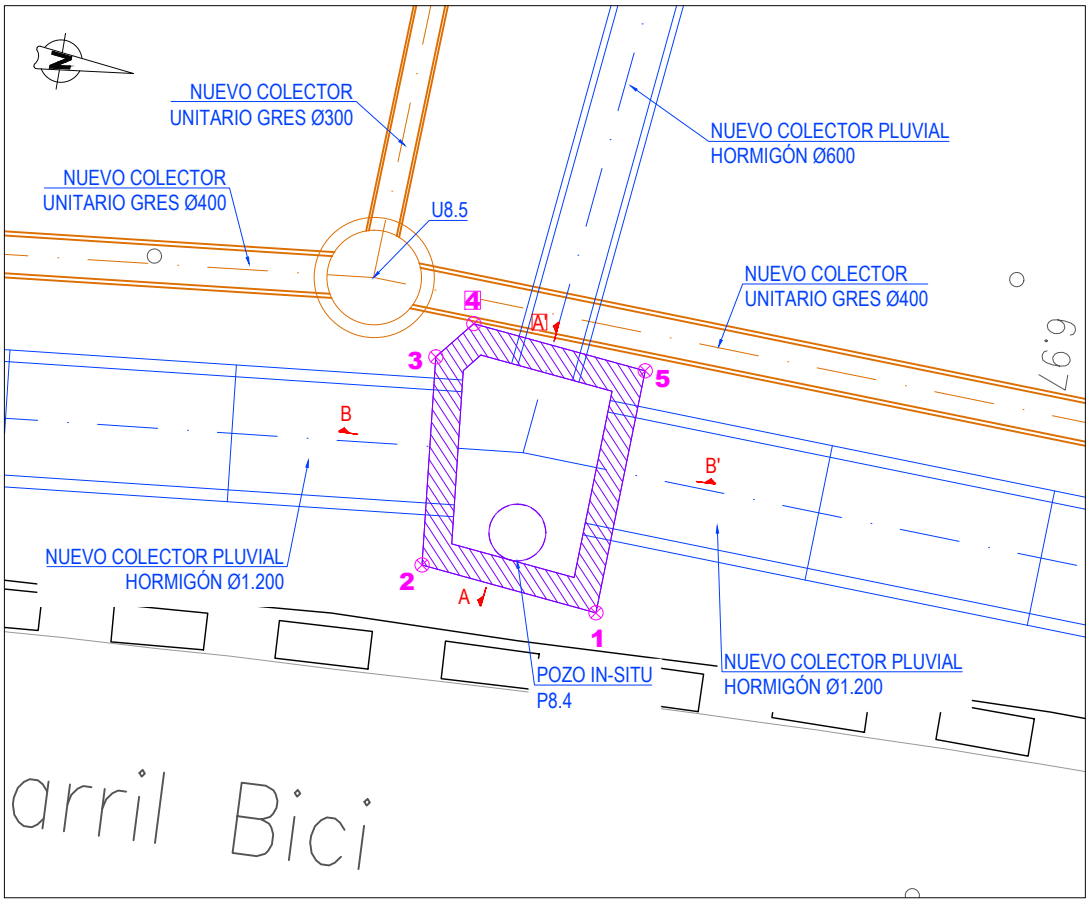 N
NUEVO COLECTOR
UNITARIO GRES Ø300
NUEVO COLECTOR PLUVIAL
HORMIGÓN Ø600
NUEVO COLECTOR
UNITARIO GRES Ø400
U8.5
NUEVO COLECTOR
UNITARIO GRES Ø400
4
A'
3
5
6.97
B
B'
NUEVO COLECTOR PLUVIAL
HORMIGÓN Ø1.200
2
A
1
POZO IN-SITU
P8.4
NUEVO COLECTOR PLUVIAL
HORMIGÓN Ø1.200
arril Bici